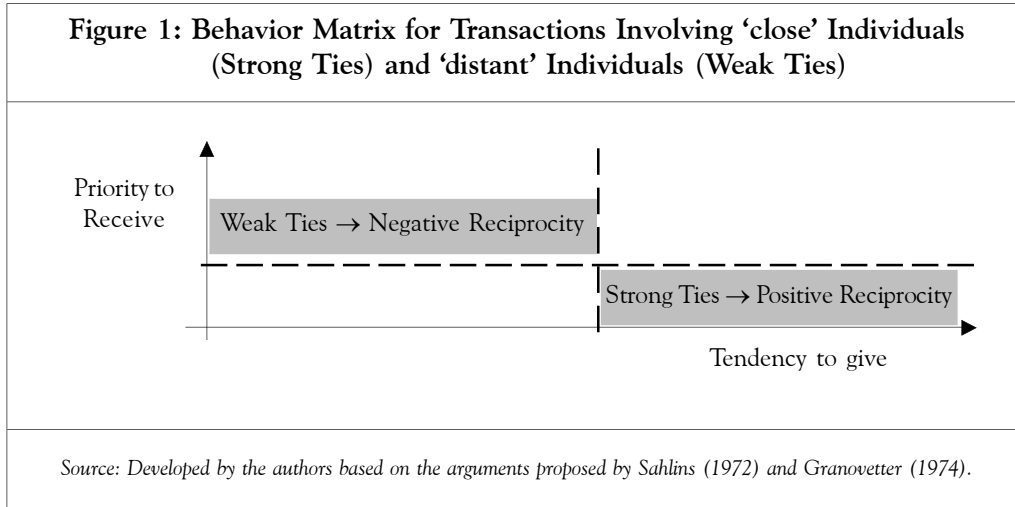 Figure 1: Behavior Matrix for Transactions Involving ‘close’ Individuals
(Strong Ties) and ‘distant’ Individuals (Weak Ties)
Priority to
Receive
Weak Ties → Negative Reciprocity
Strong Ties → Positive Reciprocity
Tendency to give
Source: Developed by the authors based on the arguments proposed by Sahlins (1972) and Granovetter (1974).